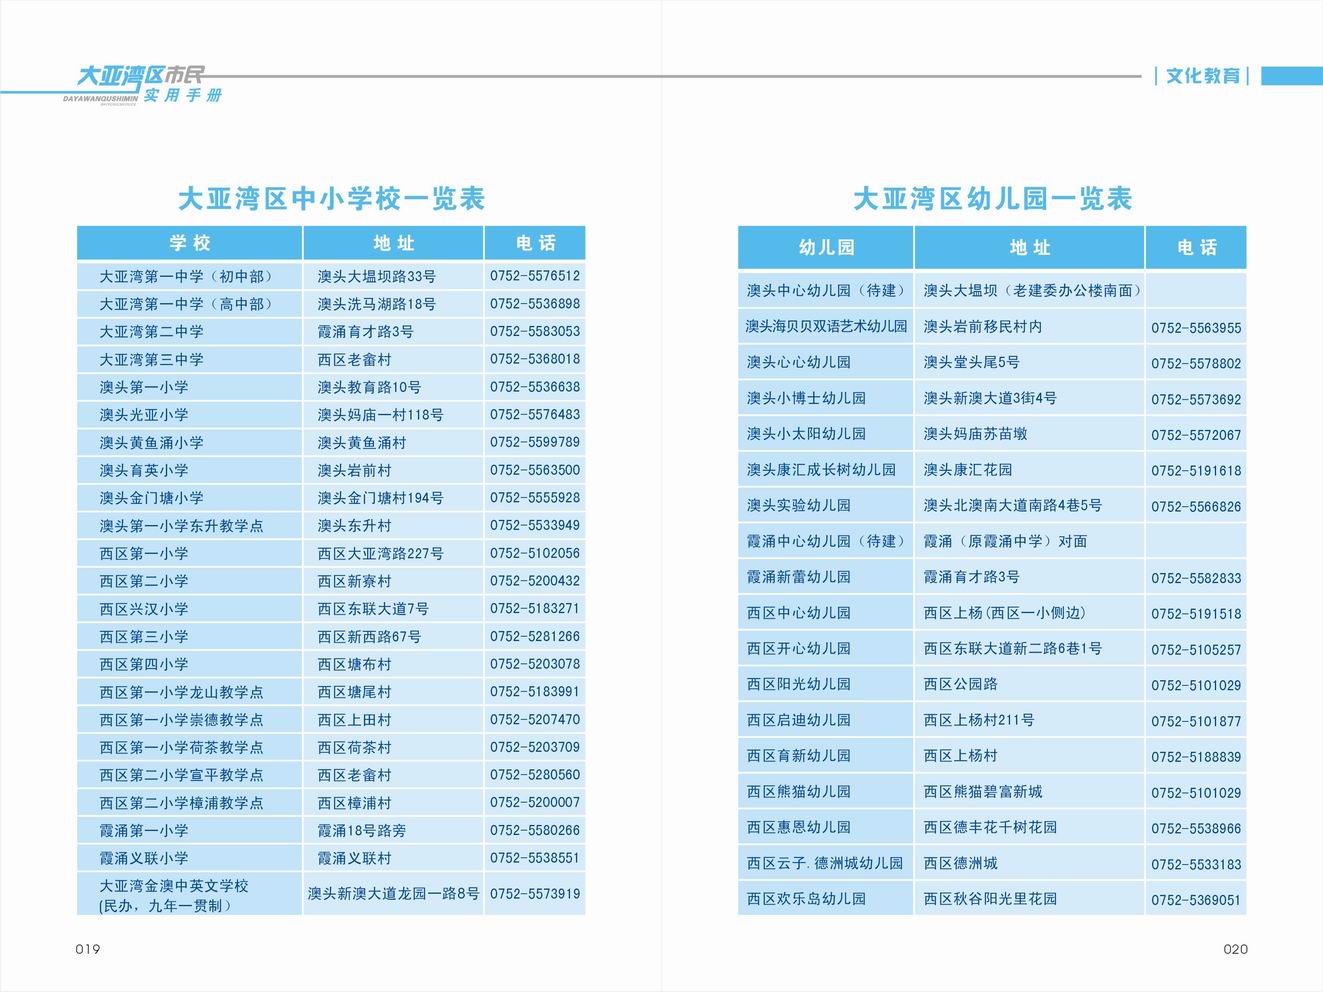 大亚湾区市民
DAYAWANQUSHIMIN
实用手册
文化教育
大亚湾区中小学校一览表
学校 地址 电话
大亚湾第一中学（初中部） 澳头大塭坝路33号 0752-5576512
大亚湾第一中学（高中部） 澳头洗马湖路18号 0752-5536898
大亚湾第二中学 霞涌育才路3号 0752-5583053
大亚湾第三中学 西区老畲村 0752-5368018
澳头第一小学 澳头教育路10号 0752-5536638
澳头光亚小学 澳头妈庙一村118号 0752-5576483
澳头黄鱼涌小学 澳头黄鱼涌村 0752-5599789
澳头育英小学 澳头岩前村 0752-5563500
澳头金门塘小学 澳头金门塘村194号 0752-5555928
澳头第一小学东升教学点 澳头东升村 0752-5533949
西区第一小学 西区大亚湾路227号 0752-5102056
西区第二小学 西区新寮村 0752-5200432
西区兴汉小学 西区东联大道7号 0752-5183271
西区第三小学 西区新西路67号 0752-5281266
西区第四小学 西区塘布村 0752-5203078
西区第一小学龙山教学点 西区塘尾村 0752-5183991
西区第一小学崇德教学点 西区上田村 0752-5207470
西区第一小学荷茶教学点 西区荷茶村 0752-5203709
西区第二小学宣平教学点 西区老畲村 0752-5280560
西区第二小学樟浦教学点 西区樟浦村 0752-5200007
霞涌第一小学 霞涌18号路旁 0752-5580266
霞涌义联小学 霞涌义联村 0752-5538551
大亚湾金澳中英文学校
(民办，九年一贯制） 澳头新澳大道龙园一路8号 0752-5573919
019
大亚湾区幼儿园一览表
幼儿园 地址 电话
澳头中心幼儿园（待建） 澳头大塭坝（老建委办公楼南面）
澳头海贝贝双语艺术幼儿园 澳头岩前移民村内 0752-5563955
澳头心心幼儿园 澳头堂头尾5号 0752-5578802
澳头小博士幼儿园 澳头新澳大道3街4号 0752-5573692
澳头小太阳幼儿园 澳头妈庙苏苗墩 0752-5572067
澳头康汇成长树幼儿园 澳头康汇花园 0752-5191618
澳头实验幼儿园 澳头北澳南大道南路4巷5号 0752-5566826
霞涌中心幼儿园（待建） 霞涌（原霞涌中学）对面
霞涌新蕾幼儿园 霞涌育才路3号 0752-5582833
西区中心幼儿园 西区上杨(西区一小侧边） 0752-5191518
西区开心幼儿园 西区东联大道新二路6巷1号 0752-5105257
西区阳光幼儿园 西区公园路 0752-5101029
西区启迪幼儿园 西区上杨村211号 0752-5101877
西区育新幼儿园 西区上杨村 0752-5188839
西区熊猫幼儿园 西区熊猫碧富新城 0752-5101029
西区惠恩幼儿园 西区德丰花千树花园 0752-5538966
西区云子.德洲城幼儿园 西区德洲城 0752-5533183
西区欢乐岛幼儿园 西区秋谷阳光里花园 0752-5369051
020